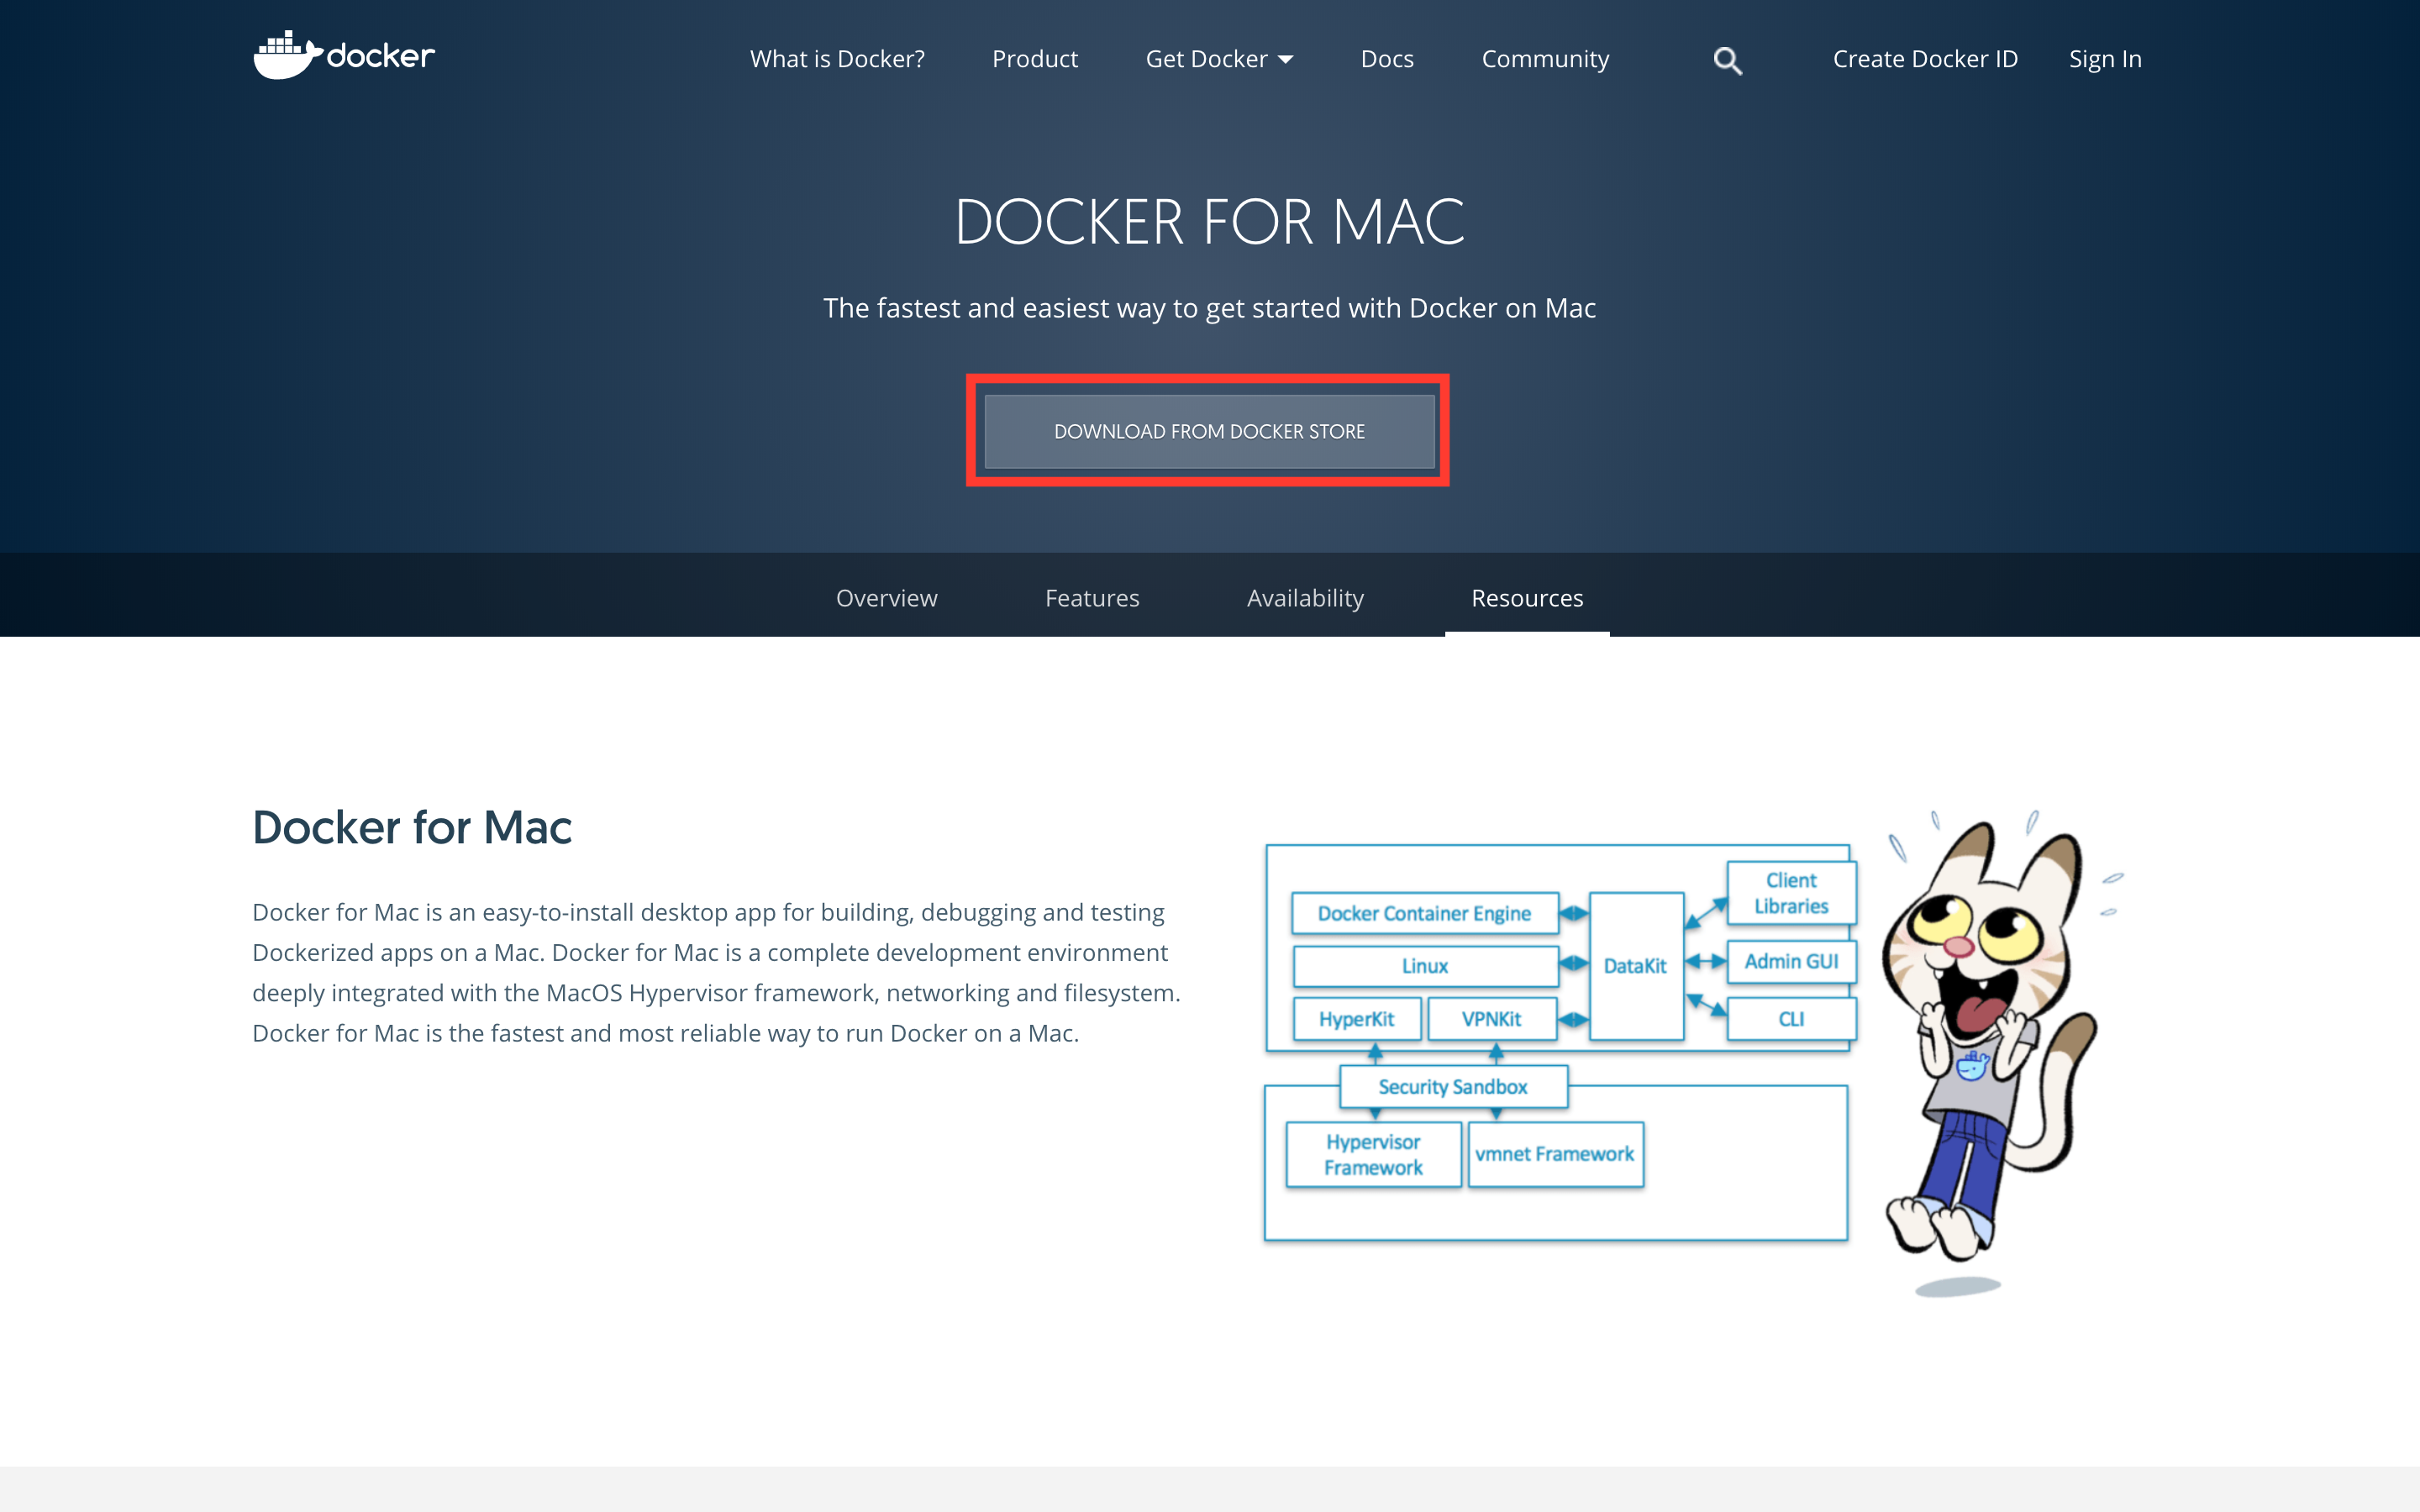 docker
What is Docker? Product Get Docker Docs Community Create Docker ID Sign In
DOCKER FOR MAC
The fastest and easiest way to get started with Docker on Mac
DOWNLOAD FROM DOCKER STORE
Overview Features Availability Resources
Docker for Mac
Docker for Mac is an easy-to-install desktop app for building, debugging and testing
Dockerized apps on a Mac. Docker for Mac is a complete development environment
deeply integrated with the MacOS Hypervisor framework, networking and filesystem.
Docker for Mac is the fastest and most reliable way to run Docker on a Mac.
Docker Container Engine
Linux
HyperKit
VPNKit
DataKit
Client
Libraries
Admin GUI
CLI
Security Sandbox
Hypervisor
Framework
vmnet Framework